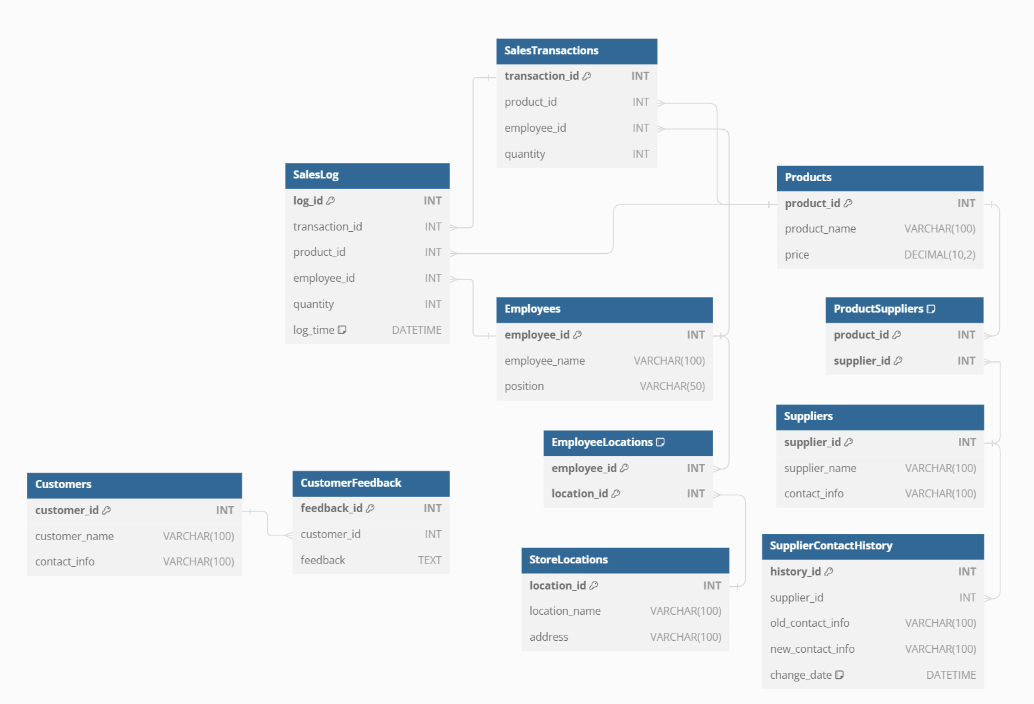 SalesTransactions
transaction_id INT
product_id INT
employee_id INT
quantity INT
SalesLog
log_id INT
transaction_id INT
product_id INT
employee_id INT
quantity INT
log_time DATETIME
Products
product_id INT
product_name VARCHAR(100)
price DECIMAL(10,2)
Employees
employee_id INT
employee_name VARCHAR(100)
position VARCHAR(50)
ProductSuppliers
product_id INT
supplier_id INT
Suppliers
supplier_id INT
supplier_name VARCHAR(100)
contact_info VARCHAR(100)
EmployeeLocations
employee_id INT
location_id INT
Customers
customer_id INT
customer_name VARCHAR(100)
contact_info VARCHAR(100)
CustomerFeedback
feedback_id INT
customer_id INT
feedback TEXT
StoreLocations
location_id INT
location_name VARCHAR(100)
address VARCHAR(100)
SupplierContactHistory
history_id INT
supplier_id INT
old_contact_info VARCHAR(100)
new_contact_info VARCHAR(100)
change_date DATETIME